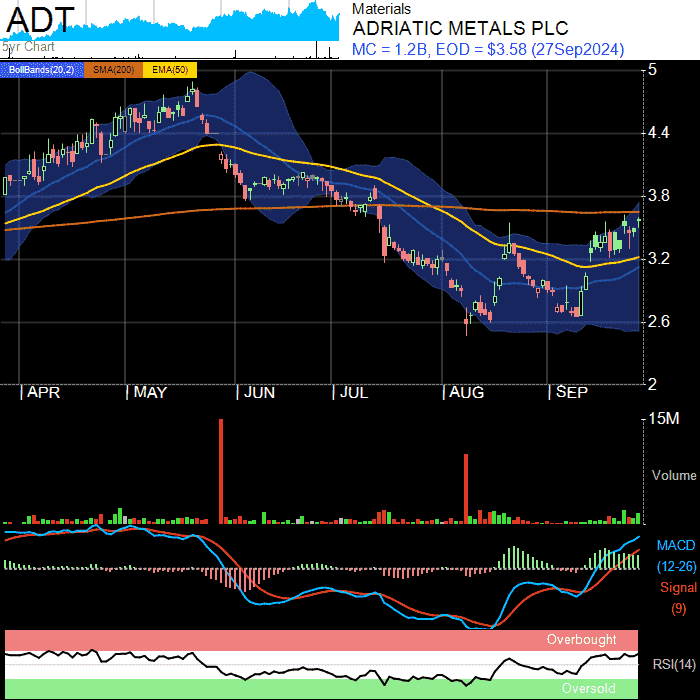 ADT
5yr Chart
Materials
ADRIATIC METALS PLC
MC = 1.2B, EOD = $3.58 (27Sep2024)
BollBands(20,2) SMA(200) EMA(50)
5
4.4
3.8
3.2
2.6
2
APR MAY JUN JUL AUG SEP
15M
Volume
MACD
(12-26)
Signal
(9)
Overbought
RSI(14)
Oversold